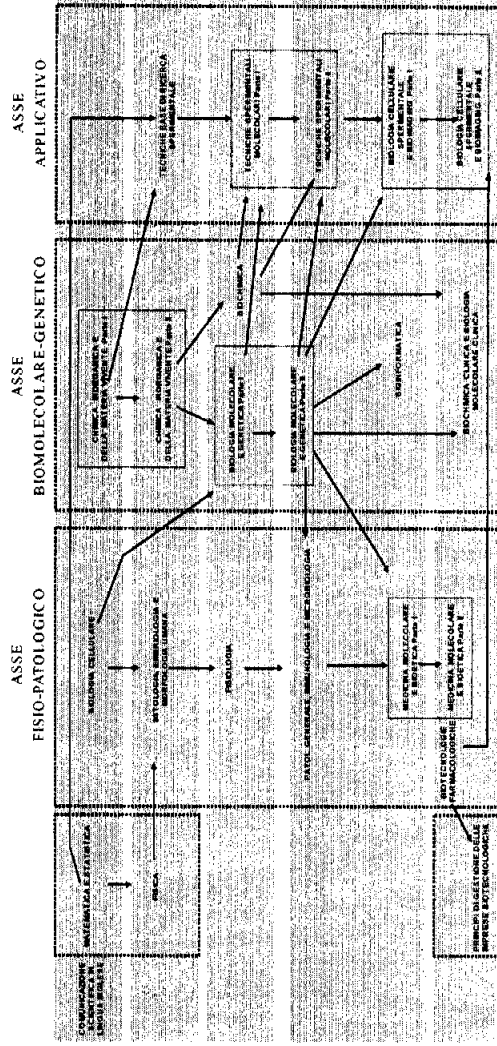 ASSE
FISIO-PATOLOGICO
ASSE
BIOMOLECOLARE-GENETICO
ASSE
APPLICATIVO
COMUNICAZIONE
SCIENTIFICA IN
LINGUA INGLESE
MATEMATICA E STATISTICA
FISICA
BIOLOGIA CELLULARE
ISTOLOGIA, EMBRIOLOGIA E
MORFOLOGIA UMANA
FISIOLOGIA
PATOL. GENERALE, IMMUNOLOGIA E MICROBIOLOGIA
MEDICINA MOLECOLARE
E BIOETICA Parte I
MEDICINA MOLECOLARE
E BIOETICA Parte II
BIOTECNOLOGIE
FARMACOLOGICHE
PRINCIPI DI GESTIONE DELLE
IMPRESE BIOTECNOLOGICHE
CHIMICA INORGANICA E
DELLA MATERIA VIVENTE Parte I
CHIMICA INORGANICA E
DELLA MATERIA VIVENTE Parte II
BIOCHIMICA
BIOLOGIA MOLECOLARE
E GENETICA Parte I
BIOLOGIA MOLECOLARE
E GENETICA Parte II
BIOINFORMATICA
BIOCHIMICA CLINICA E BIOLOGIA
MOLECOLARE CLINICA
TECNICHE BASE DI RICERCA
SPERIMENTALE
TECNICHE SPERIMENTALI
MOLECOLARI Parte I
TECNICHE SPERIMENTALI
MOLECOLARI Parte II
BIOLOGIA CELLULARE
SPERIMENTALE
E BIOIMAGING Parte I
BIOLOGIA CELLULARE
SPERIMENTALE
E BIOIMAGING Parte II